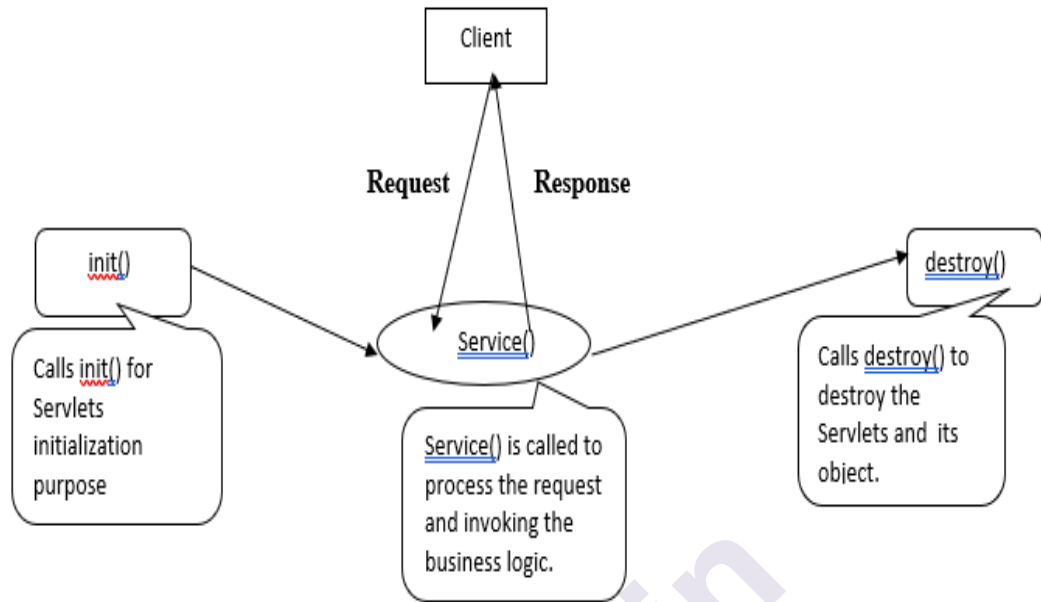 Client
Request Response
init()
Service()
destroy()
Calls init() for
Servlets
initialization
purpose
Service() is called to
process the request
and invoking the
business logic.
Calls destroy() to
destroy the
Servlets and its
object.
in